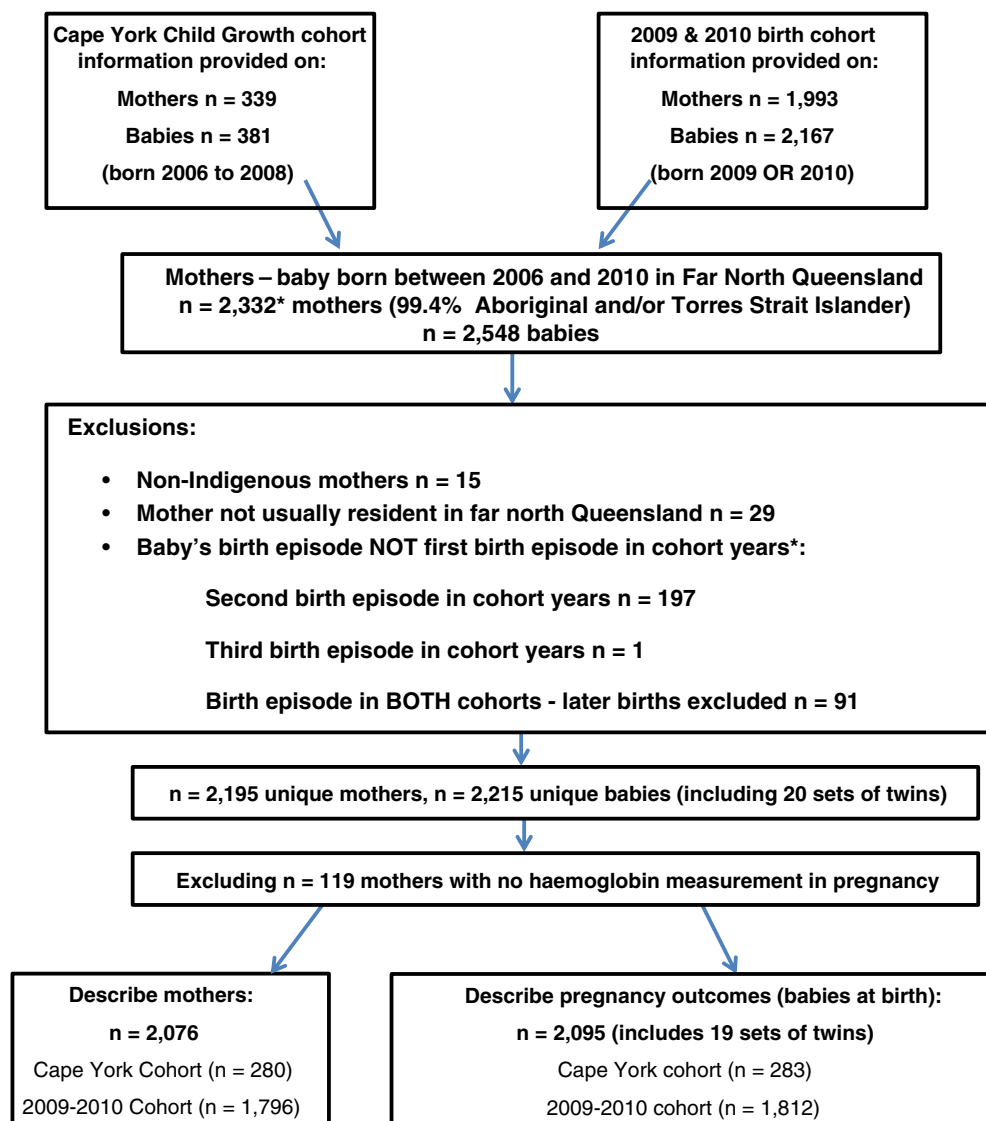 Cape York Child Growth cohort
information provided on:
Mothers n = 339
Babies n = 381
(born 2006 to 2008)
2009 & 2010 birth cohort
information provided on:
Mothers n = 1,993
Babies n = 2,167
(born 2009 OR 2010)
Mothers – baby born between 2006 and 2010 in Far North Queensland
n = 2,332* mothers (99.4% Aboriginal and/or Torres Strait Islander)
n = 2,548 babies
Exclusions:
• Non-Indigenous mothers n = 15
• Mother not usually resident in far north Queensland n = 29
• Baby's birth episode NOT first birth episode in cohort years*:
Second birth episode in cohort years n = 197
Third birth episode in cohort years n = 1
Birth episode in BOTH cohorts - later births excluded n = 91
n = 2,195 unique mothers, n = 2,215 unique babies (including 20 sets of twins)
Excluding n = 119 mothers with no haemoglobin measurement in pregnancy
Describe mothers:
n = 2,076
Cape York Cohort (n = 280)
2009-2010 Cohort (n = 1,796)
Describe pregnancy outcomes (babies at birth):
n = 2,095 (includes 19 sets of twins)
Cape York cohort (n = 283)
2009-2010 cohort (n = 1,812)